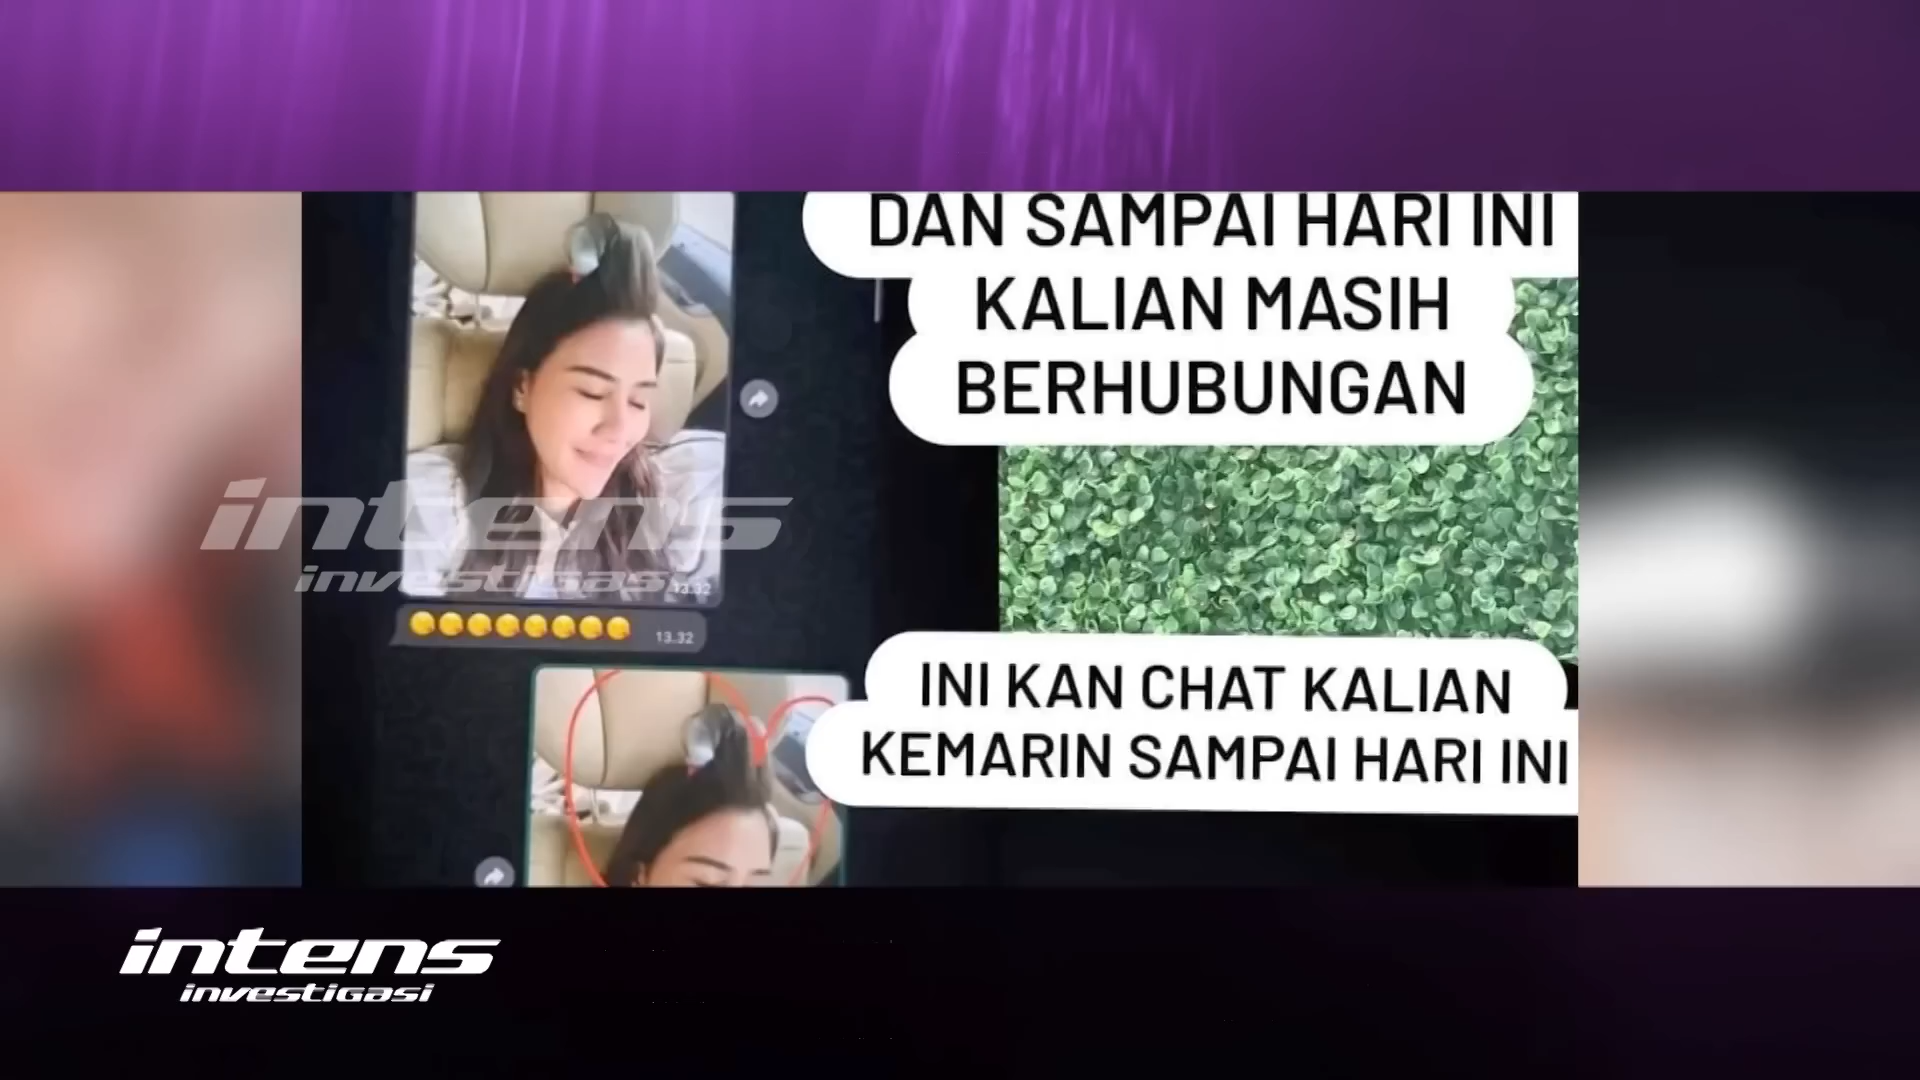 DAN SAMPAI HARI INI
KALIAN MASIH
BERHUBUNGAN
13.32
13.32
INI KAN CHAT KALIAN
KEMARIN SAMPAI HARI INI
intens
investigasi
intens
investigasi